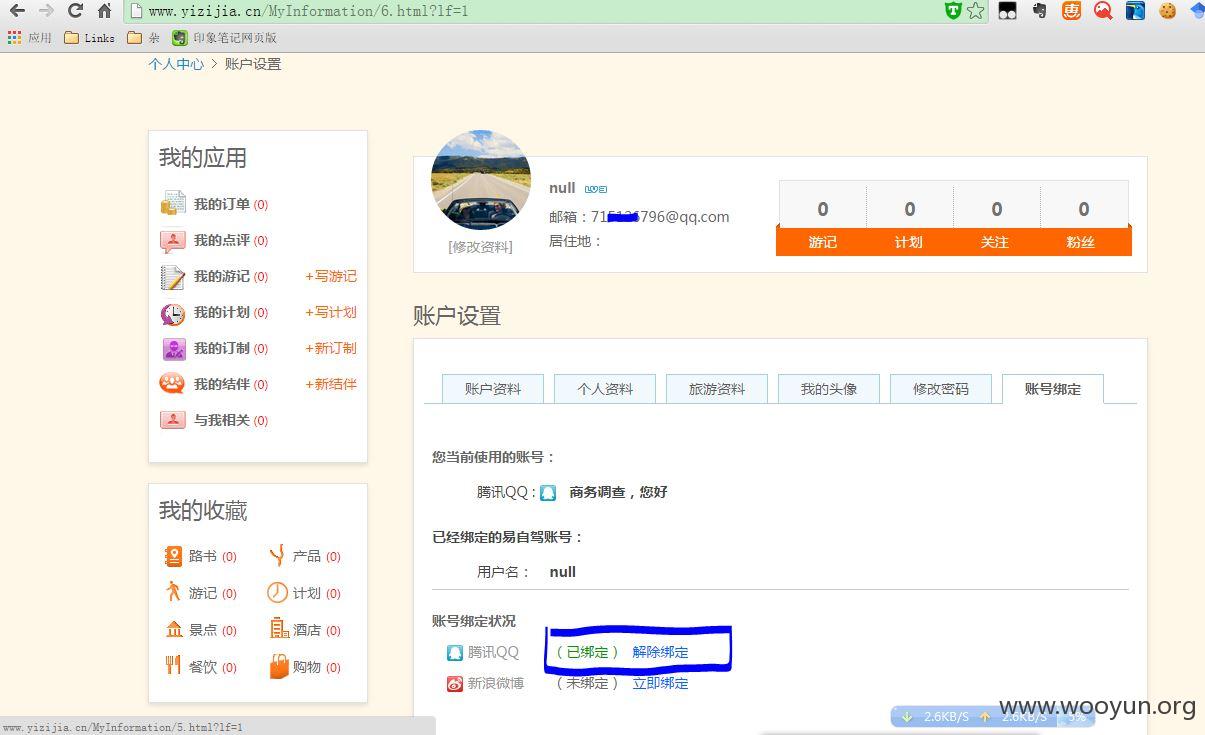 www.yizijia.cn/MyInformation/6.html?lf=1
应用 Links 杂 印象笔记网页版
个人中心 > 账户设置
我的应用
我的订单 (0)
我的点评 (0)
我的游记 (0) +写游记
我的计划 (0) +写计划
我的订制 (0) +新订制
我的结伴 (0) +新结伴
与我相关 (0)
我的收藏
路书 (0) 产品 (0)
游记 (0) 计划 (0)
景点 (0) 酒店 (0)
餐饮 (0) 购物 (0)
null
邮箱：71 6796@qq.com
居住地：
[修改资料]
0 0 0 0
游记 计划 关注 粉丝
账户设置
账户资料 个人资料 旅游资料 我的头像 修改密码 账号绑定
您当前使用的账号：
腾讯QQ： 商务调查，您好
已经绑定的易自驾账号：
用户名： null
账号绑定状况
腾讯QQ （已绑定） 解除绑定
新浪微博 （未绑定） 立即绑定
www.yizijia.cn/MyInformation/5.html?lf=1
2.6KB/S 2.6KB/S 5%
www.wooyun.org